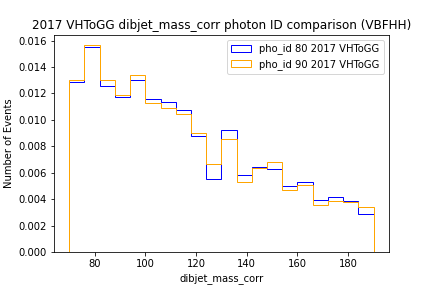 2017 VHToGG dibjet_mass_corr photon ID comparison (VBFHH)
pho_id 80 2017 VHToGG
pho_id 90 2017 VHToGG
Number of Events
0.016
0.014
0.012
0.010
0.008
0.006
0.004
0.002
0.000
80 100 120 140 160 180
dibjet_mass_corr